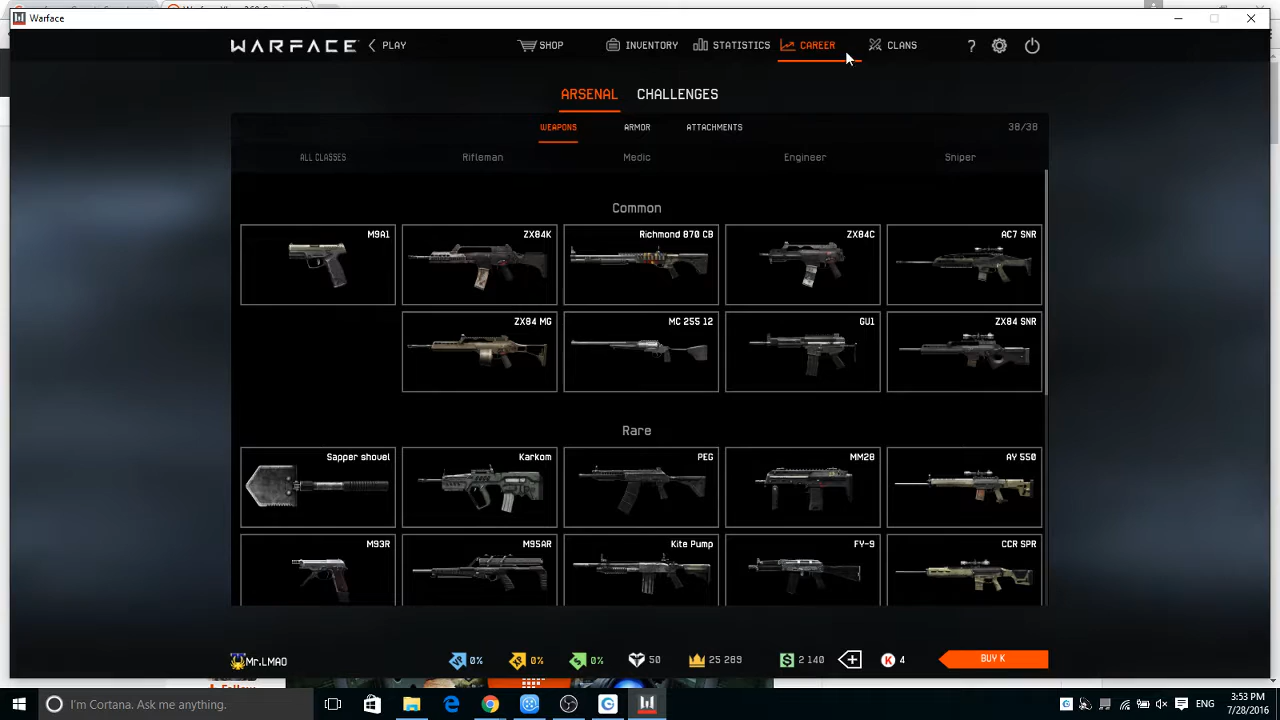 Warface
WARFACE PLAY SHOP INVENTORY STATISTICS CAREER CLANS ?
ARSENAL CHALLENGES
WEAPONS ARMOR ATTACHMENTS 38/38
ALL CLASSES Rifleman Medic Engineer Sniper
Common
M9A1 ZX84K Richmond 870 CB ZX84C AC7 SNR
ZX84 MG MC 255 12 GU1 ZX84 SNR
Rare
Sapper shovel Karkom PEG MM28 AY 550
M93R M95AR Kite Pump FY-9 CCR SPR
Mr.LMAO 0% 0% 0% 50 25 289 $ 2 140 K 4 BUY K
I'm Cortana. Ask me anything. ENG 3:53 PM
7/28/2016